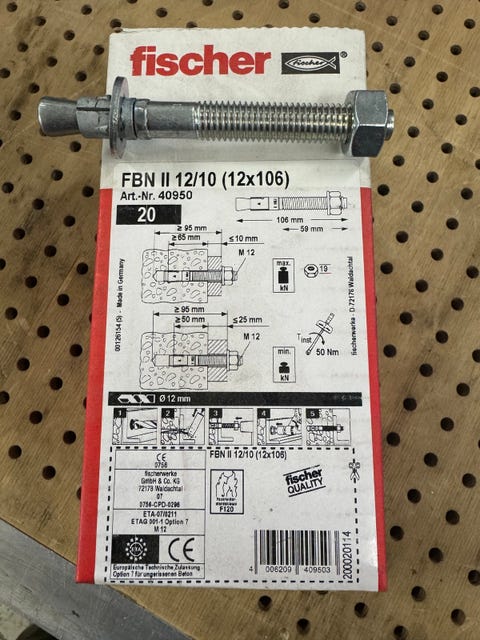 fischer
fischer
FBN II 12/10 (12x106)
Art.-Nr. 40950
20
106 mm
59 mm
≥ 95 mm
≥ 65 mm
≤ 10 mm
M 12
max.
kN
19
≥ 95 mm
≥ 50 mm
≤ 25 mm
M 12
min.
kN
Tinst
50 Nm
00126154 (5) - Made in Germany
fischerwerke - D-72178 Waldachtal
Ø 12 mm
1
2
3
4
5
CE
0756
fischerwerke
GmbH & Co. KG
72178 Waldachtal
07
0756-CPD-0296
ETA-07/0211
ETAG 001-1 Option 7
M 12
CE
Europäische Technische Zulassung
Option 7 für ungerissenen Beton
FBN II 12/10 (12x106)
F120
fischer
QUALITY
4 006209 409503
200020114